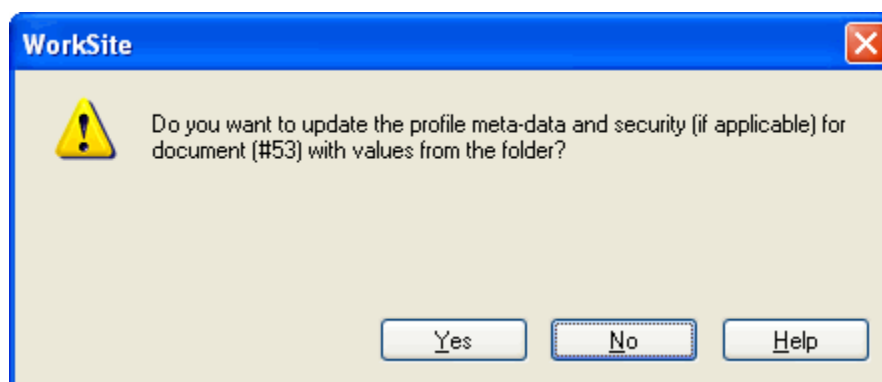 WorkSite
Do you want to update the profile meta-data and security (if applicable) for
document (#53) with values from the folder?
Yes No Help